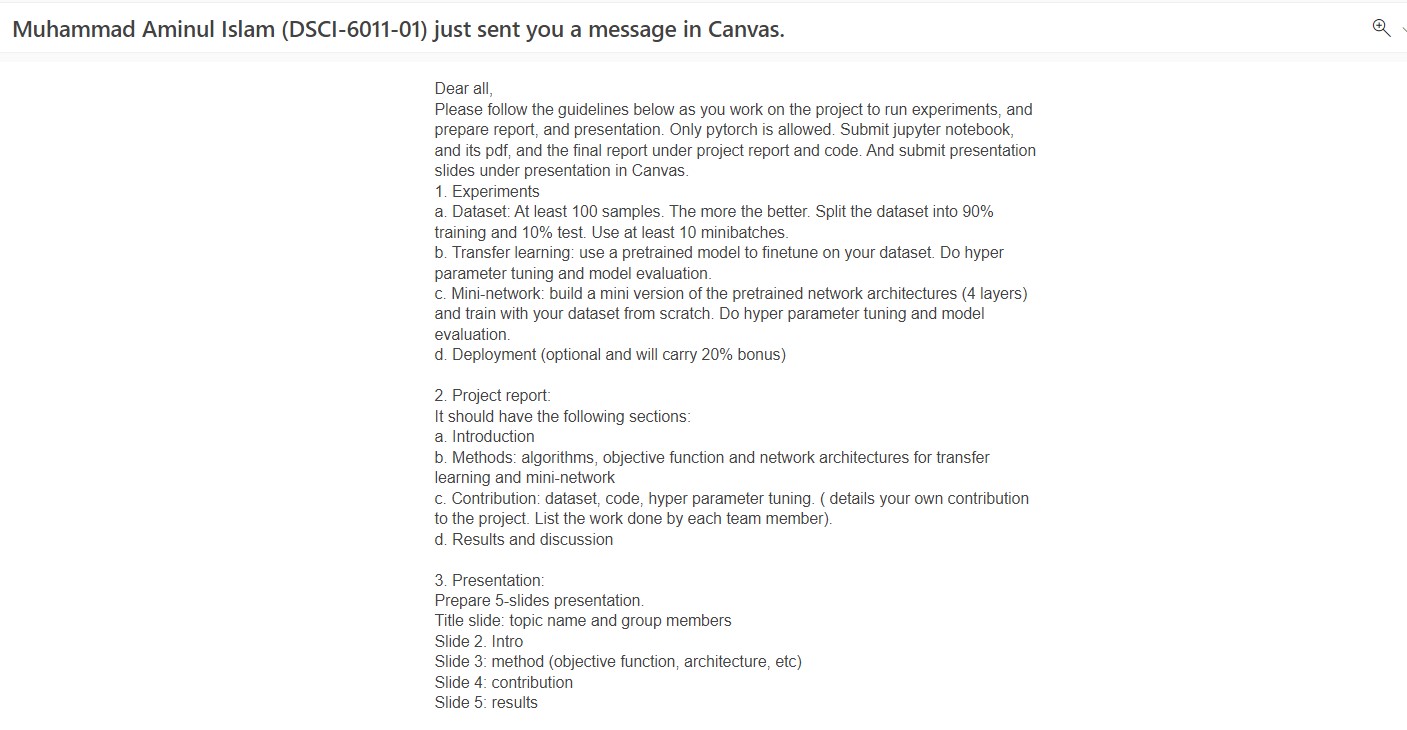 Muhammad Aminul Islam (DSCI-6011-01) just sent you a message in Canvas.
Dear all,
Please follow the guidelines below as you work on the project to run experiments, and
prepare report, and presentation. Only pytorch is allowed. Submit jupyter notebook,
and its pdf, and the final report under project report and code. And submit presentation
slides under presentation in Canvas.
1. Experiments
a. Dataset: At least 100 samples. The more the better. Split the dataset into 90%
training and 10% test. Use at least 10 minibatches.
b. Transfer learning: use a pretrained model to finetune on your dataset. Do hyper
parameter tuning and model evaluation.
c. Mini-network: build a mini version of the pretrained network architectures (4 layers)
and train with your dataset from scratch. Do hyper parameter tuning and model
evaluation.
d. Deployment (optional and will carry 20% bonus)
2. Project report:
It should have the following sections:
a. Introduction
b. Methods: algorithms, objective function and network architectures for transfer
learning and mini-network
c. Contribution: dataset, code, hyper parameter tuning. ( details your own contribution
to the project. List the work done by each team member).
d. Results and discussion
3. Presentation:
Prepare 5-slides presentation.
Title slide: topic name and group members
Slide 2. Intro
Slide 3: method (objective function, architecture, etc)
Slide 4: contribution
Slide 5: results